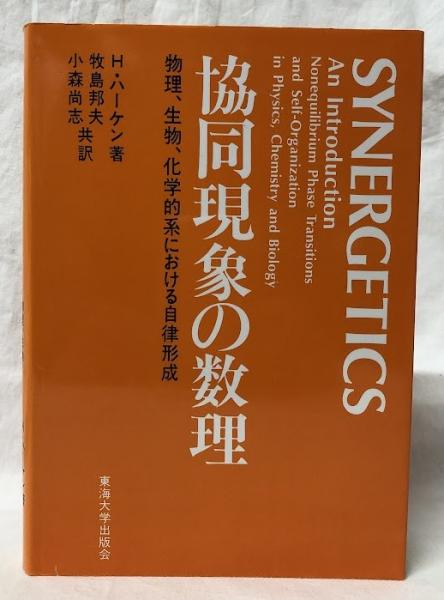 SYNERGETICS
An Introduction
Nonequilibrium Phase Transitions
and Self-Organization
in Physics, Chemistry and Biology
協同現象の数理
物理、生物、化学的系における自律形成
H・ハーケン著
牧島邦夫
小森尚志 共訳
東海大学出版会